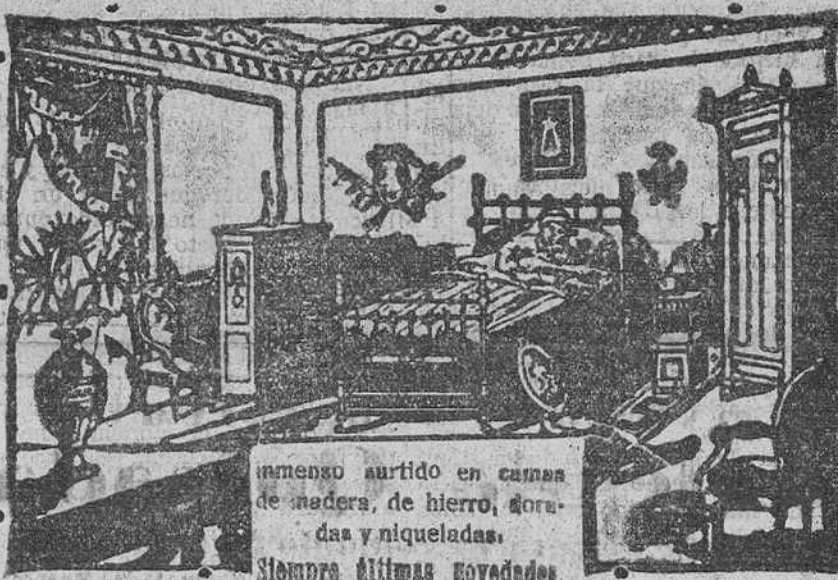 inmenso surtido en camas
de madera, de hierro, dora-
das y niqueladas.
Siempre últimas novedades